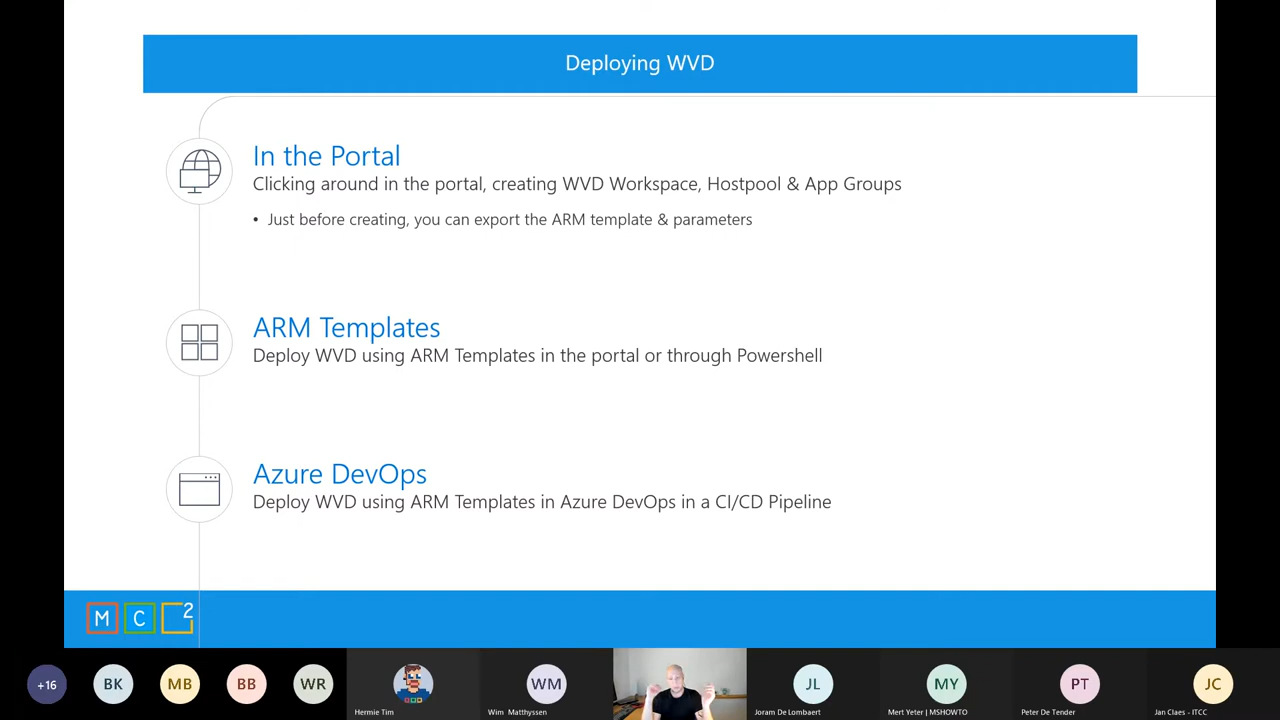 Deploying WVD
In the Portal
Clicking around in the portal, creating WVD Workspace, Hostpool & App Groups
• Just before creating, you can export the ARM template & parameters
ARM Templates
Deploy WVD using ARM Templates in the portal or through Powershell
Azure DevOps
Deploy WVD using ARM Templates in Azure DevOps in a CI/CD Pipeline
M C 2
+16 BK MB BB WR WM JL MY PT JC
Hermie Tim Wim Matthyssen Joram De Lombaert Mert Yeter | MSHOWTO Peter De Tender Jan Claes - ITCC